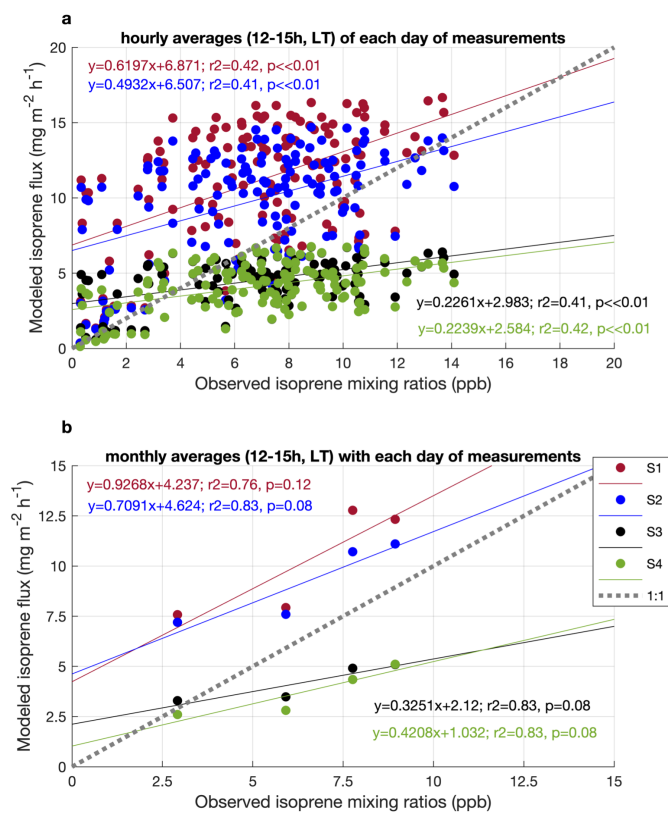 a
hourly averages (12-15h, LT) of each day of measurements
y=0.6197x+6.871; r2=0.42, p<<0.01
y=0.4932x+6.507; r2=0.41, p<<0.01
y=0.2261x+2.983; r2=0.41, p<<0.01
y=0.2239x+2.584; r2=0.42, p<<0.01
Modeled isoprene flux (mg m−2 h−1)
20
15
10
5
0
0 2 4 6 8 10 12 14 16 18 20
Observed isoprene mixing ratios (ppb)
b
monthly averages (12-15h, LT) with each day of measurements
y=0.9268x+4.237; r2=0.76, p=0.12
y=0.7091x+4.624; r2=0.83, p=0.08
y=0.3251x+2.12; r2=0.83, p=0.08
y=0.4208x+1.032; r2=0.83, p=0.08
Modeled isoprene flux (mg m−2 h−1)
15
12.5
10
7.5
5
2.5
0
0 2.5 5 7.5 10 12.5 15
Observed isoprene mixing ratios (ppb)
S1
S2
S3
S4
1:1